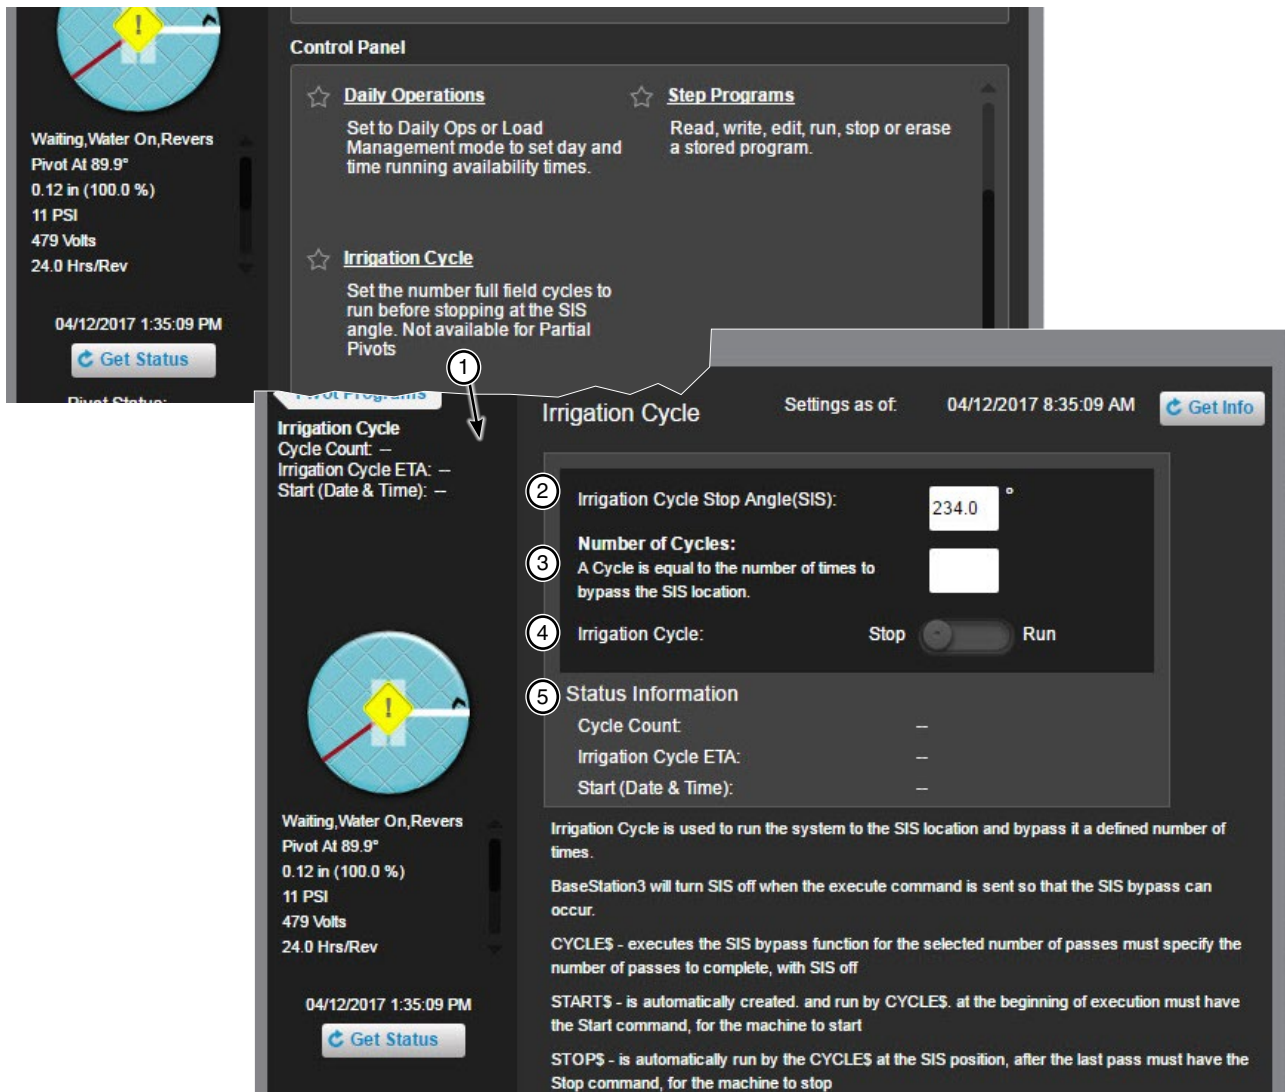 Control Panel
Daily Operations
Set to Daily Ops or Load
Management mode to set day and
time running availability times.
Step Programs
Read, write, edit, run, stop or erase
a stored program.
Irrigation Cycle
Set the number full field cycles to
run before stopping at the SIS
angle. Not available for Partial
Pivots
!
Waiting,Water On,Revers
Pivot At 89.9°
0.12 in (100.0 %)
11 PSI
479 Volts
24.0 Hrs/Rev
04/12/2017 1:35:09 PM
Get Status
Pivot Status:
1
Pivot Programs
Irrigation Cycle
Cycle Count: --
Irrigation Cycle ETA: --
Start (Date & Time): --
!
Waiting,Water On,Revers
Pivot At 89.9°
0.12 in (100.0 %)
11 PSI
479 Volts
24.0 Hrs/Rev
04/12/2017 1:35:09 PM
Get Status
Irrigation Cycle
Settings as of: 04/12/2017 8:35:09 AM Get Info
2 Irrigation Cycle Stop Angle(SIS): 234.0 °
Number of Cycles:
3 A Cycle is equal to the number of times to
bypass the SIS location.
4 Irrigation Cycle: Stop Run
5 Status Information
Cycle Count: --
Irrigation Cycle ETA: --
Start (Date & Time): --
Irrigation Cycle is used to run the system to the SIS location and bypass it a defined number of
times.
BaseStation3 will turn SIS off when the execute command is sent so that the SIS bypass can
occur.
CYCLE$ - executes the SIS bypass function for the selected number of passes must specify the
number of passes to complete, with SIS off
START$ - is automatically created. and run by CYCLE$. at the beginning of execution must have
the Start command, for the machine to start
STOP$ - is automatically run by the CYCLE$ at the SIS position, after the last pass must have the
Stop command, for the machine to stop